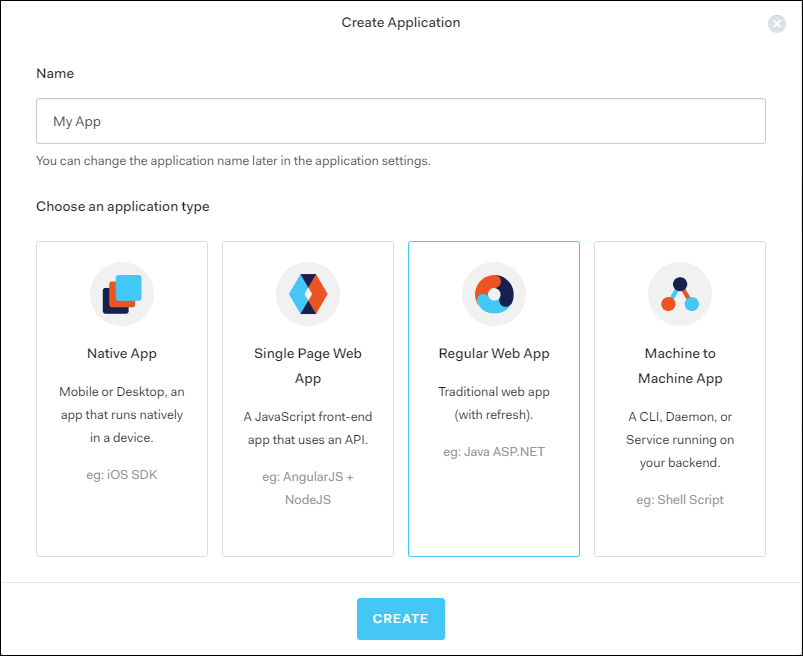 Create Application
Name
My App
You can change the application name later in the application settings.
Choose an application type
Native App
Mobile or Desktop, an
app that runs natively
in a device.
eg: iOS SDK
Single Page Web
App
A JavaScript front-end
app that uses an API.
eg: AngularJS +
NodeJS
Regular Web App
Traditional web app
(with refresh).
eg: Java ASP.NET
Machine to
Machine App
A CLI, Daemon, or
Service running on
your backend.
eg: Shell Script
CREATE